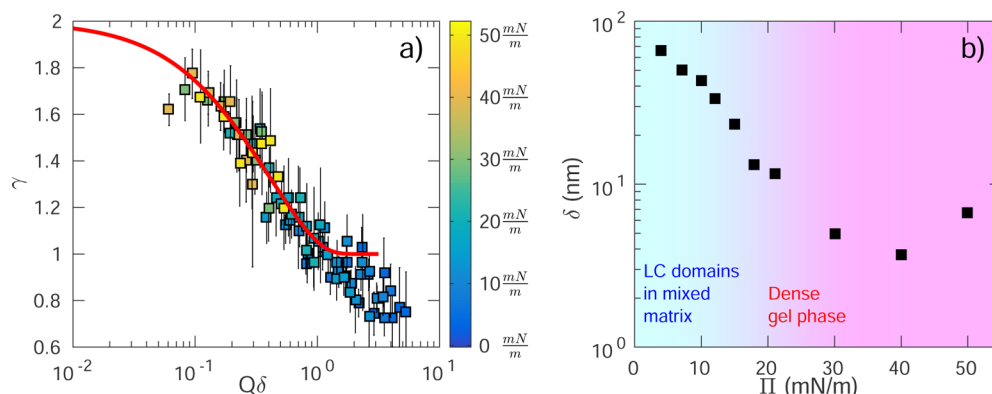 a)
2
1.8
1.6
1.4
1.2
1
0.8
0.6
γ
10^-2
10^-1
10^0
10^1
Qδ
50 mN/m
40 mN/m
30 mN/m
20 mN/m
10 mN/m
0 mN/m
b)
10^2
10^1
10^0
δ (nm)
LC domains
in mixed
matrix
Dense
gel phase
0
10
20
30
40
50
Π (mN/m)